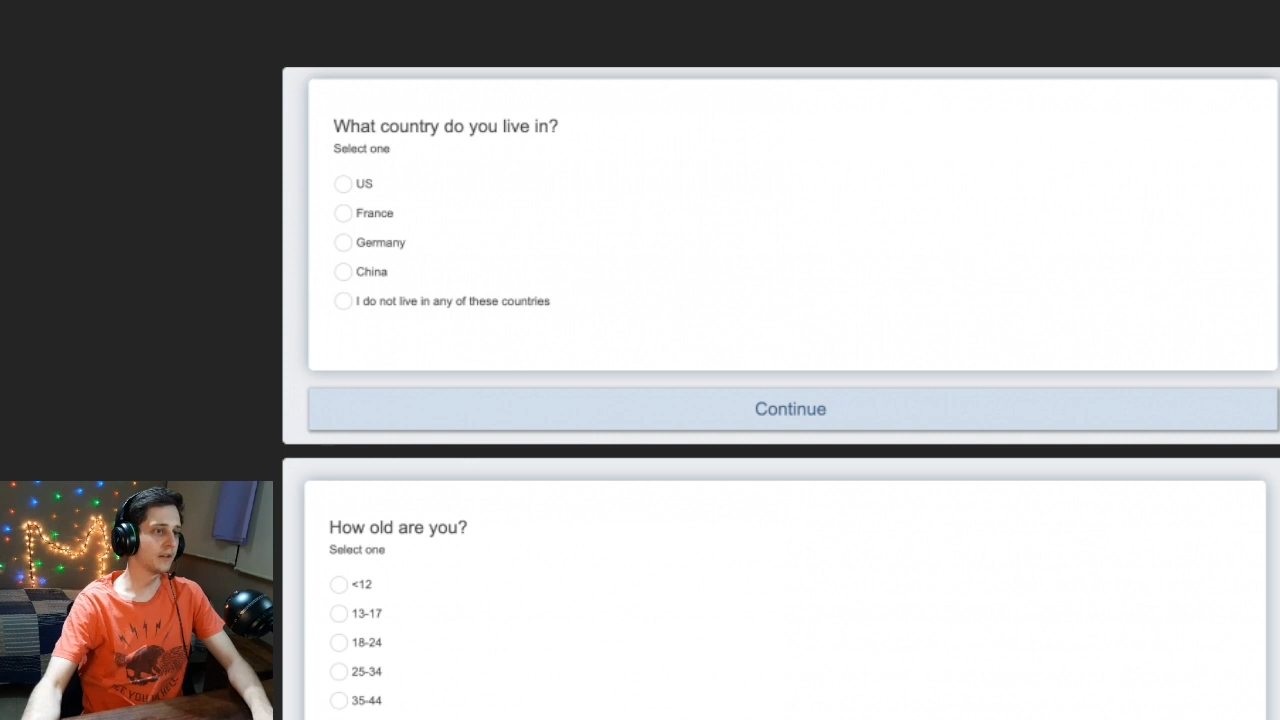 What country do you live in?
Select one
US
France
Germany
China
I do not live in any of these countries
Continue
How old are you?
Select one
<12
13-17
18-24
25-34
35-44
M